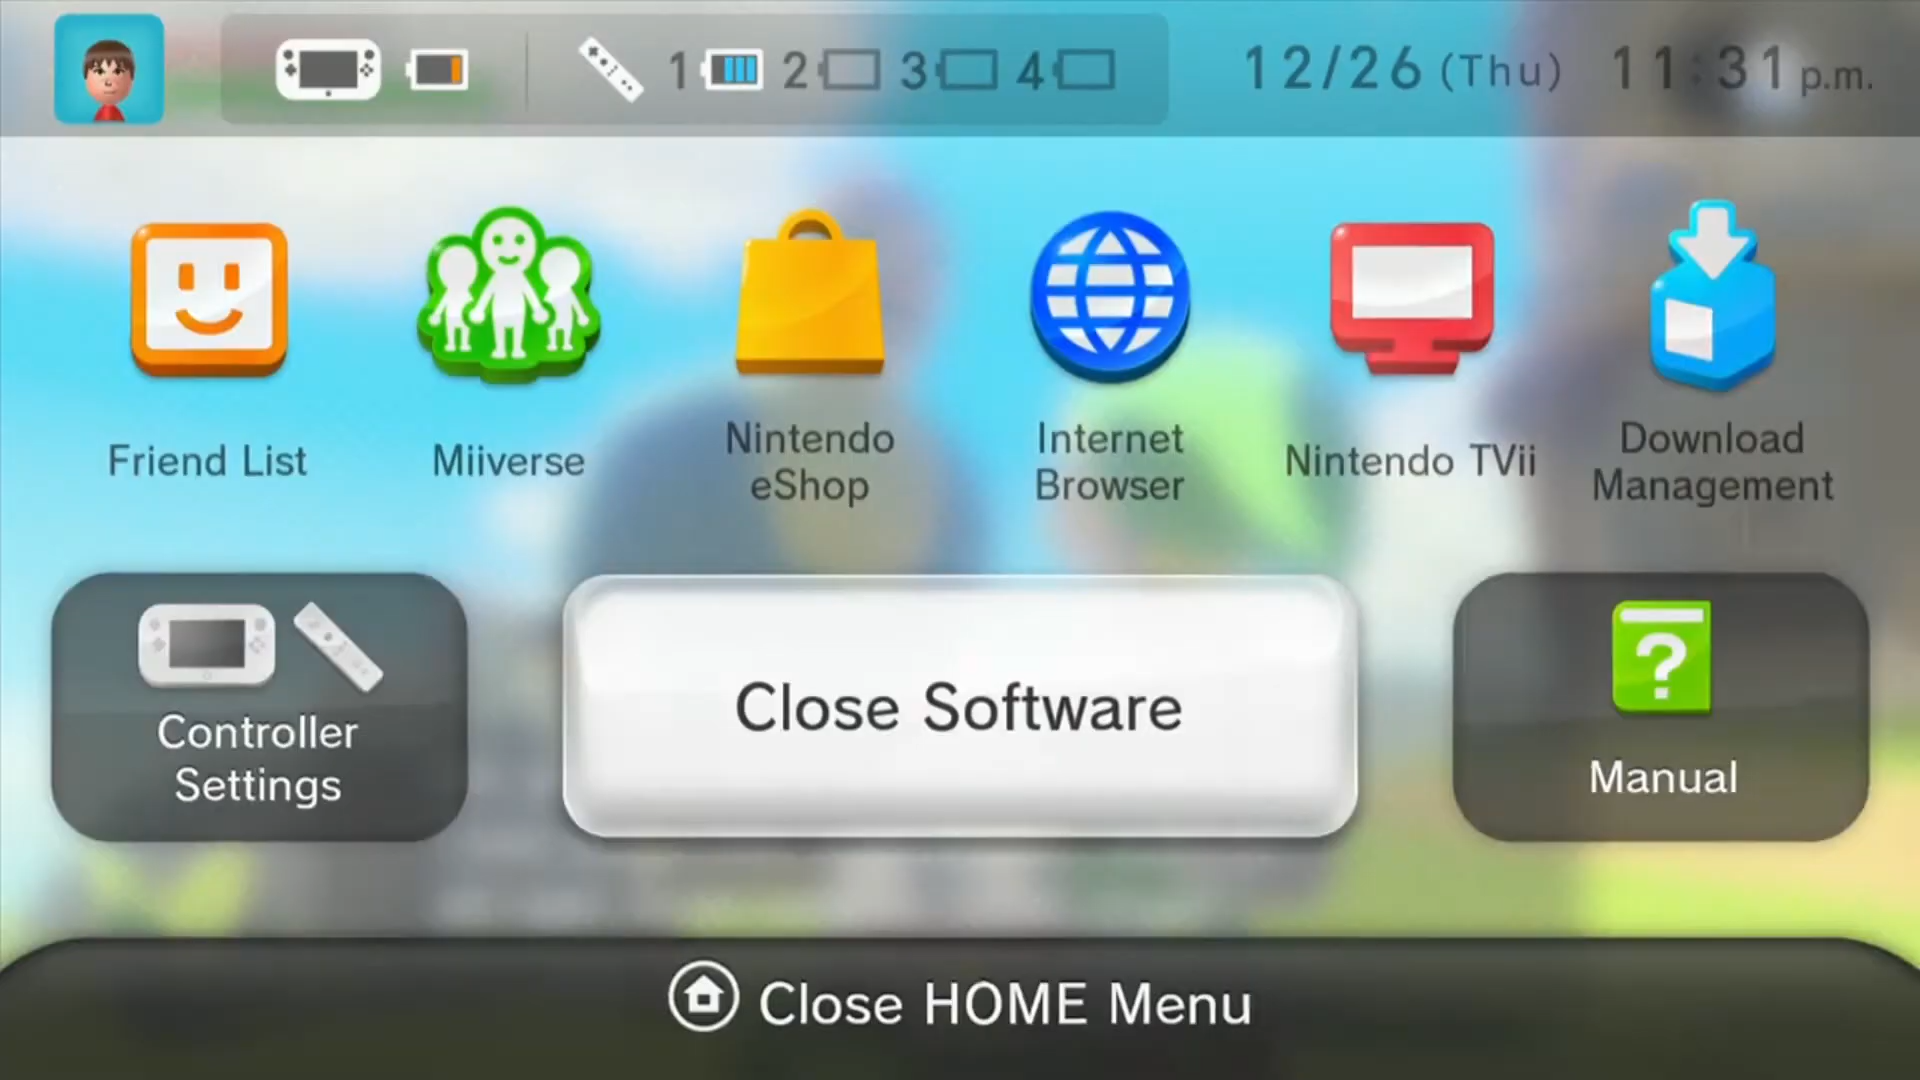 1 2 3 4 12/26 (Thu) 11:31 p.m.
Friend List
Miiverse
Nintendo
eShop
Internet
Browser
Nintendo TVii
Download
Management
Controller
Settings
Close Software
?
Manual
Close HOME Menu